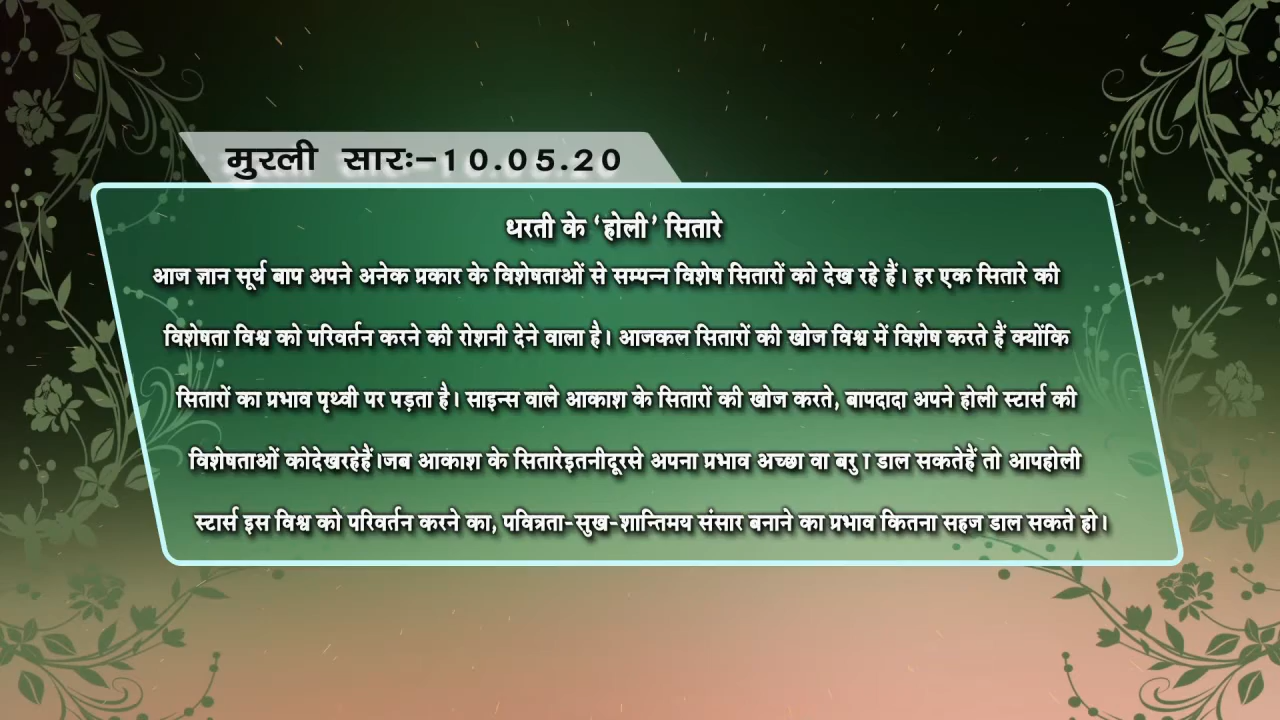 मुरली सारः–10.05.20
धरती के ‘होली’ सितारे
आज ज्ञान सूर्य बाप अपने अनेक प्रकार के विशेषताओं से सम्पन्न विशेष सितारों को देख रहे हैं। हर एक सितारे की
विशेषता विश्व को परिवर्तन करने की रोशनी देने वाला है। आजकल सितारों की खोज विश्व में विशेष करते हैं क्योंकि
सितारों का प्रभाव पृथ्वी पर पड़ता है। साइन्स वाले आकाश के सितारों की खोज करते, बापदादा अपने होली स्टार्स की
विशेषताओं कोदेखरहेहैं।जब आकाश के सितारेइतनीदूरसे अपना प्रभाव अच्छा वा बरु ा डाल सकतेहैं तो आपहोली
स्टार्स इस विश्व को परिवर्तन करने का, पवित्रता-सुख-शान्तिमय संसार बनाने का प्रभाव कितना सहज डाल सकते हो।